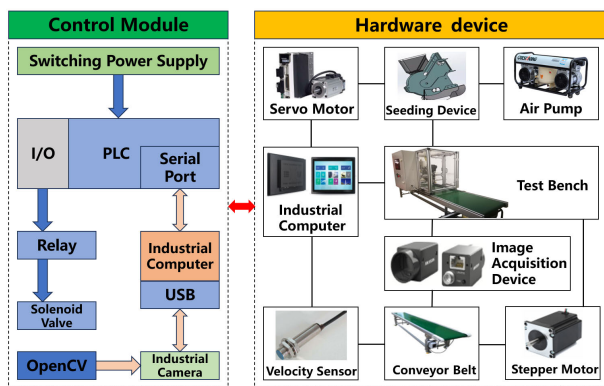 Control Module
Switching Power Supply
I/O
PLC
Serial
Port
Relay
Industrial
Computer
USB
Solenoid
Valve
OpenCV
Industrial
Camera
Hardware device
Servo Motor
Seeding Device
Air Pump
Industrial
Computer
Test Bench
Image
Acquisition
Device
Velocity Sensor
Conveyor Belt
Stepper Motor